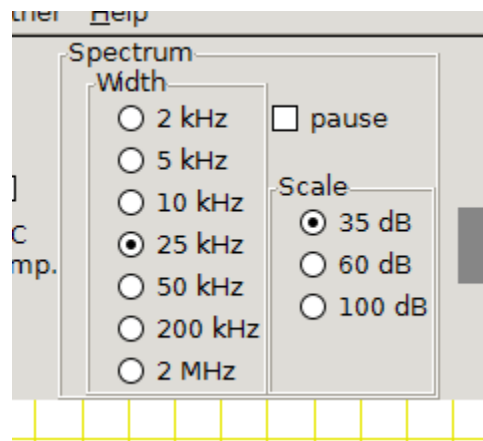 Help
Spectrum
Width
2 kHz
pause
5 kHz
10 kHz
Scale
35 dB
25 kHz
60 dB
50 kHz
100 dB
200 kHz
2 MHz
C
mp.